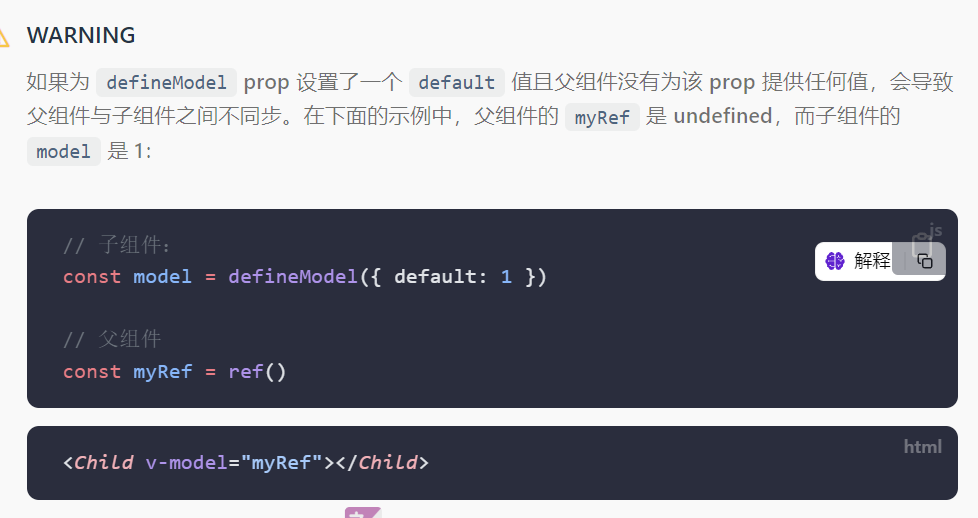 WARNING
如果为 defineModel prop 设置了一个 default 值且父组件没有为该 prop 提供任何值，会导致
父组件与子组件之间不同步。在下面的示例中，父组件的 myRef 是 undefined，而子组件的
model 是 1:
js
// 子组件：
解释
const model = defineModel({ default: 1 })
// 父组件
const myRef = ref()
html
<Child v-model="myRef"></Child>